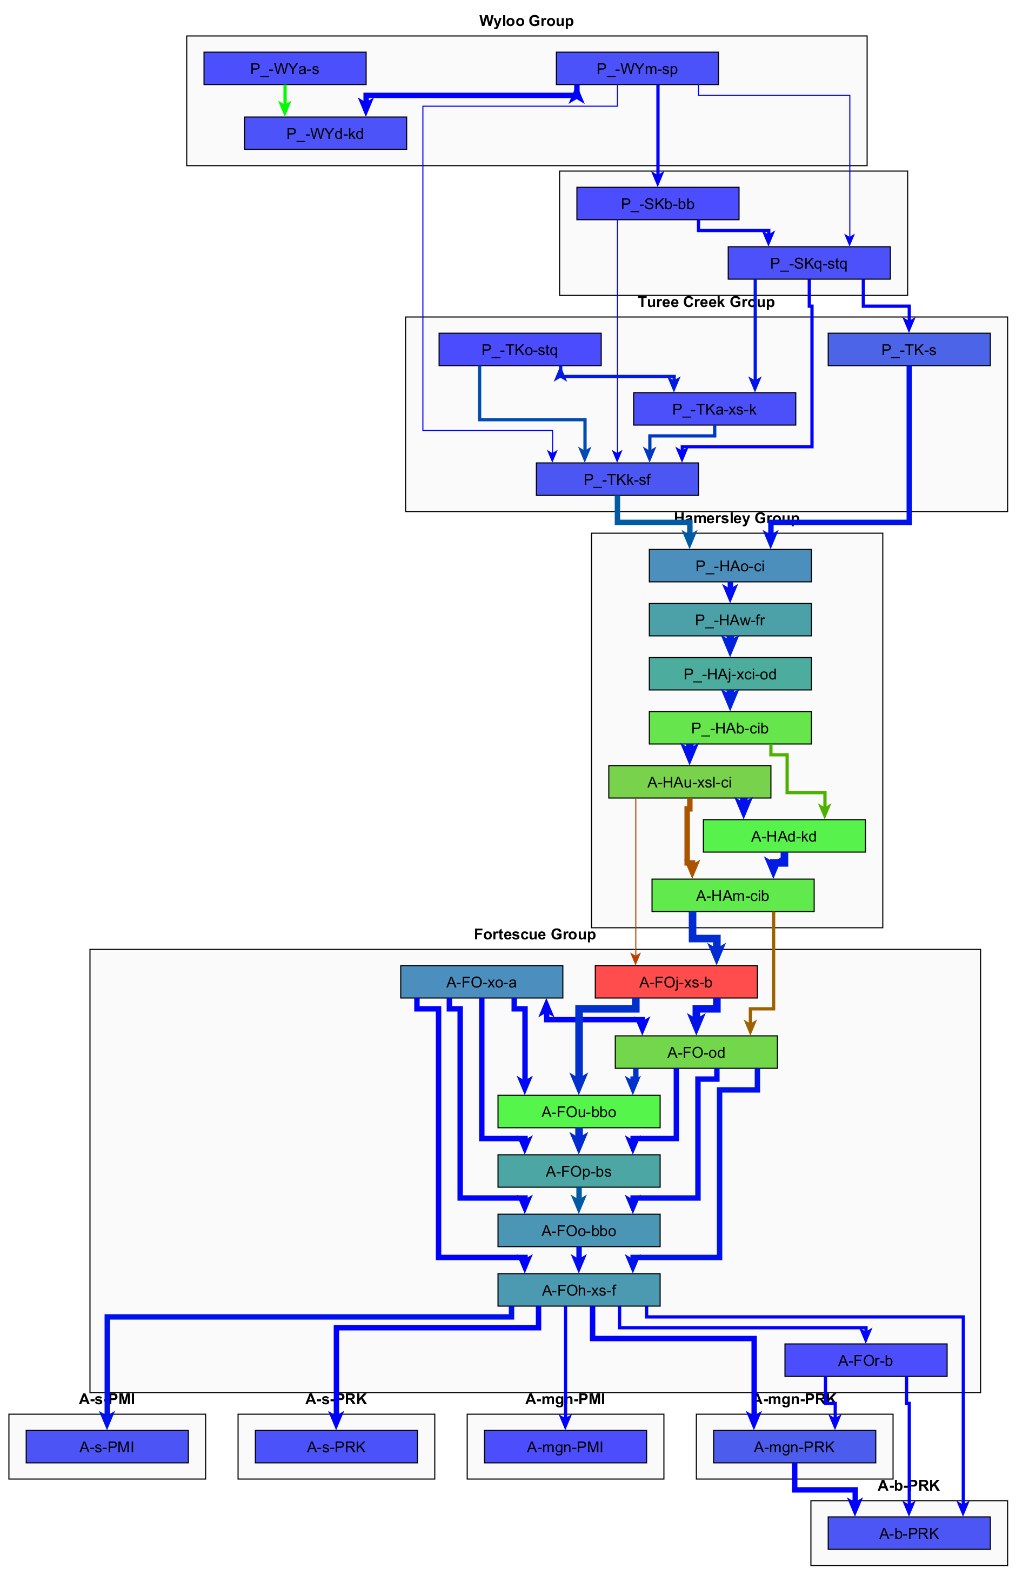 Wyloo Group
P_-WYa-s
P_-WYm-sp
P_-WYd-kd
P_-SKb-bb
P_-SKq-stq
Turee Creek Group
P_-TKo-stq
P_-TK-s
P_-TKa-xs-k
P_-TKk-sf
Hamersley Group
P_-HAo-ci
P_-HAw-fr
P_-HAj-xci-od
P_-HAb-cib
A-HAu-xsl-ci
A-HAd-kd
A-HAm-cib
Fortescue Group
A-FO-xo-a
A-FOj-xs-b
A-FO-od
A-FOu-bbo
A-FOp-bs
A-FOo-bbo
A-FOh-xs-f
A-FOr-b
A-s-PMI
A-s-PRK
A-mgn-PMI
A-mgn-PRK
A-s-PMI
A-s-PRK
A-mgn-PMI
A-mgn-PRK
A-b-PRK
A-b-PRK